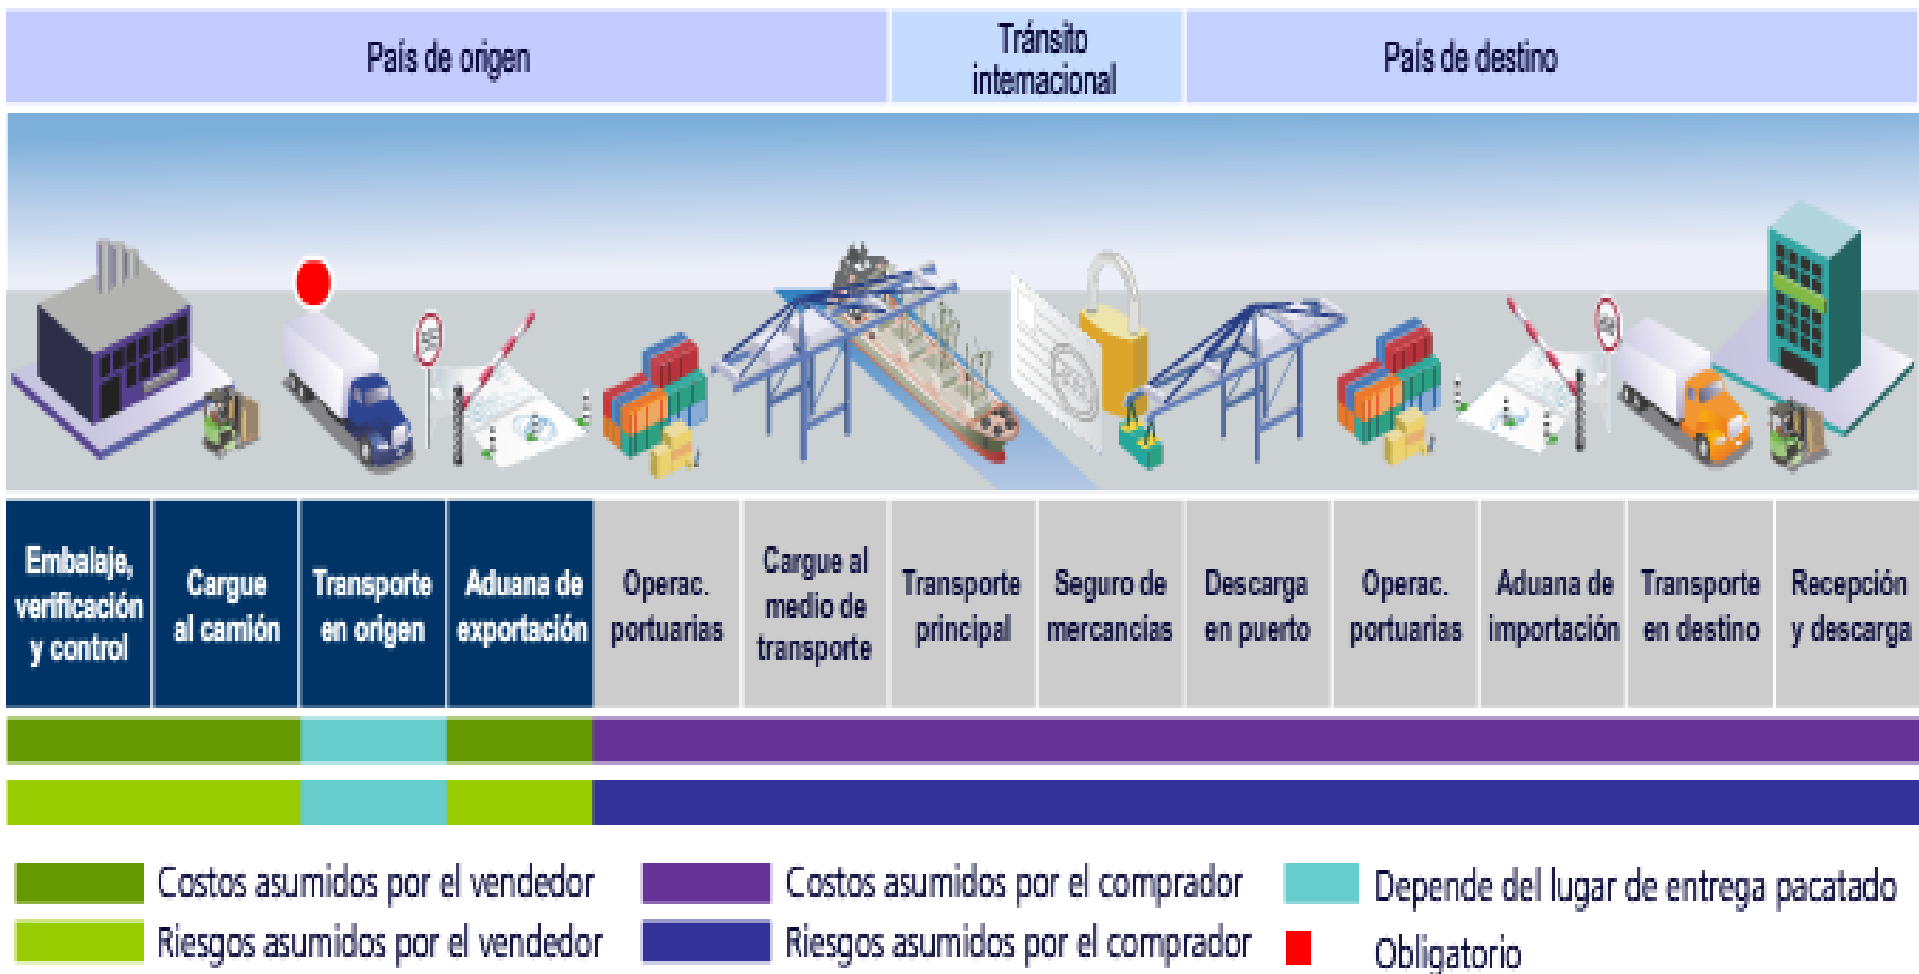 País de origen
Tránsito
internacional
País de destino
Embalaje,
verificación
y control
Cargue
al camión
Transporte
en origen
Aduana de
exportación
Operac.
portuarias
Cargue al
medio de
transporte
Transporte
principal
Seguro de
mercancias
Descarga
en puerto
Operac.
portuarias
Aduana de
importación
Transporte
en destino
Recepción
y descarga
Costos asumidos por el vendedor
Costos asumidos por el comprador
Depende del lugar de entrega pacatado
Riesgos asumidos por el vendedor
Riesgos asumidos por el comprador
Obligatorio